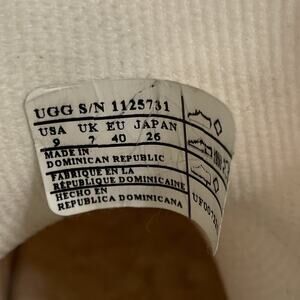 UGG S/N 1125731
USA UK EU JAPAN
9 7 40 26
MADE IN
DOMINICAN REPUBLIC
FABRIQUE EN LA
RÉPUBLIQUE DOMINICAINE
HECHO EN
REPUBLICA DOMINICANA